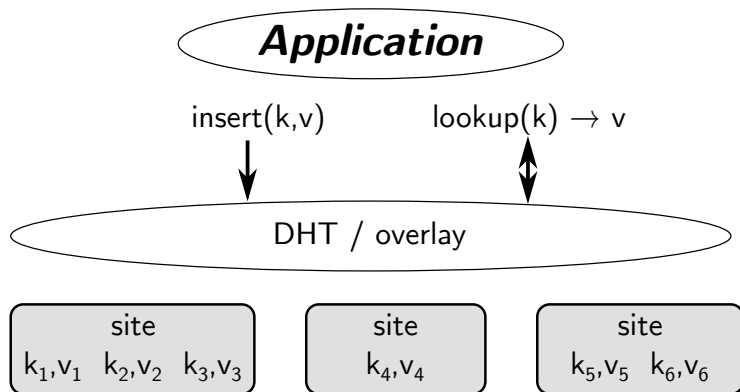 Application
insert(k,v) lookup(k) → v
DHT / overlay
site site site
k₁,v₁ k₂,v₂ k₃,v₃ k₄,v₄ k₅,v₅ k₆,v₆